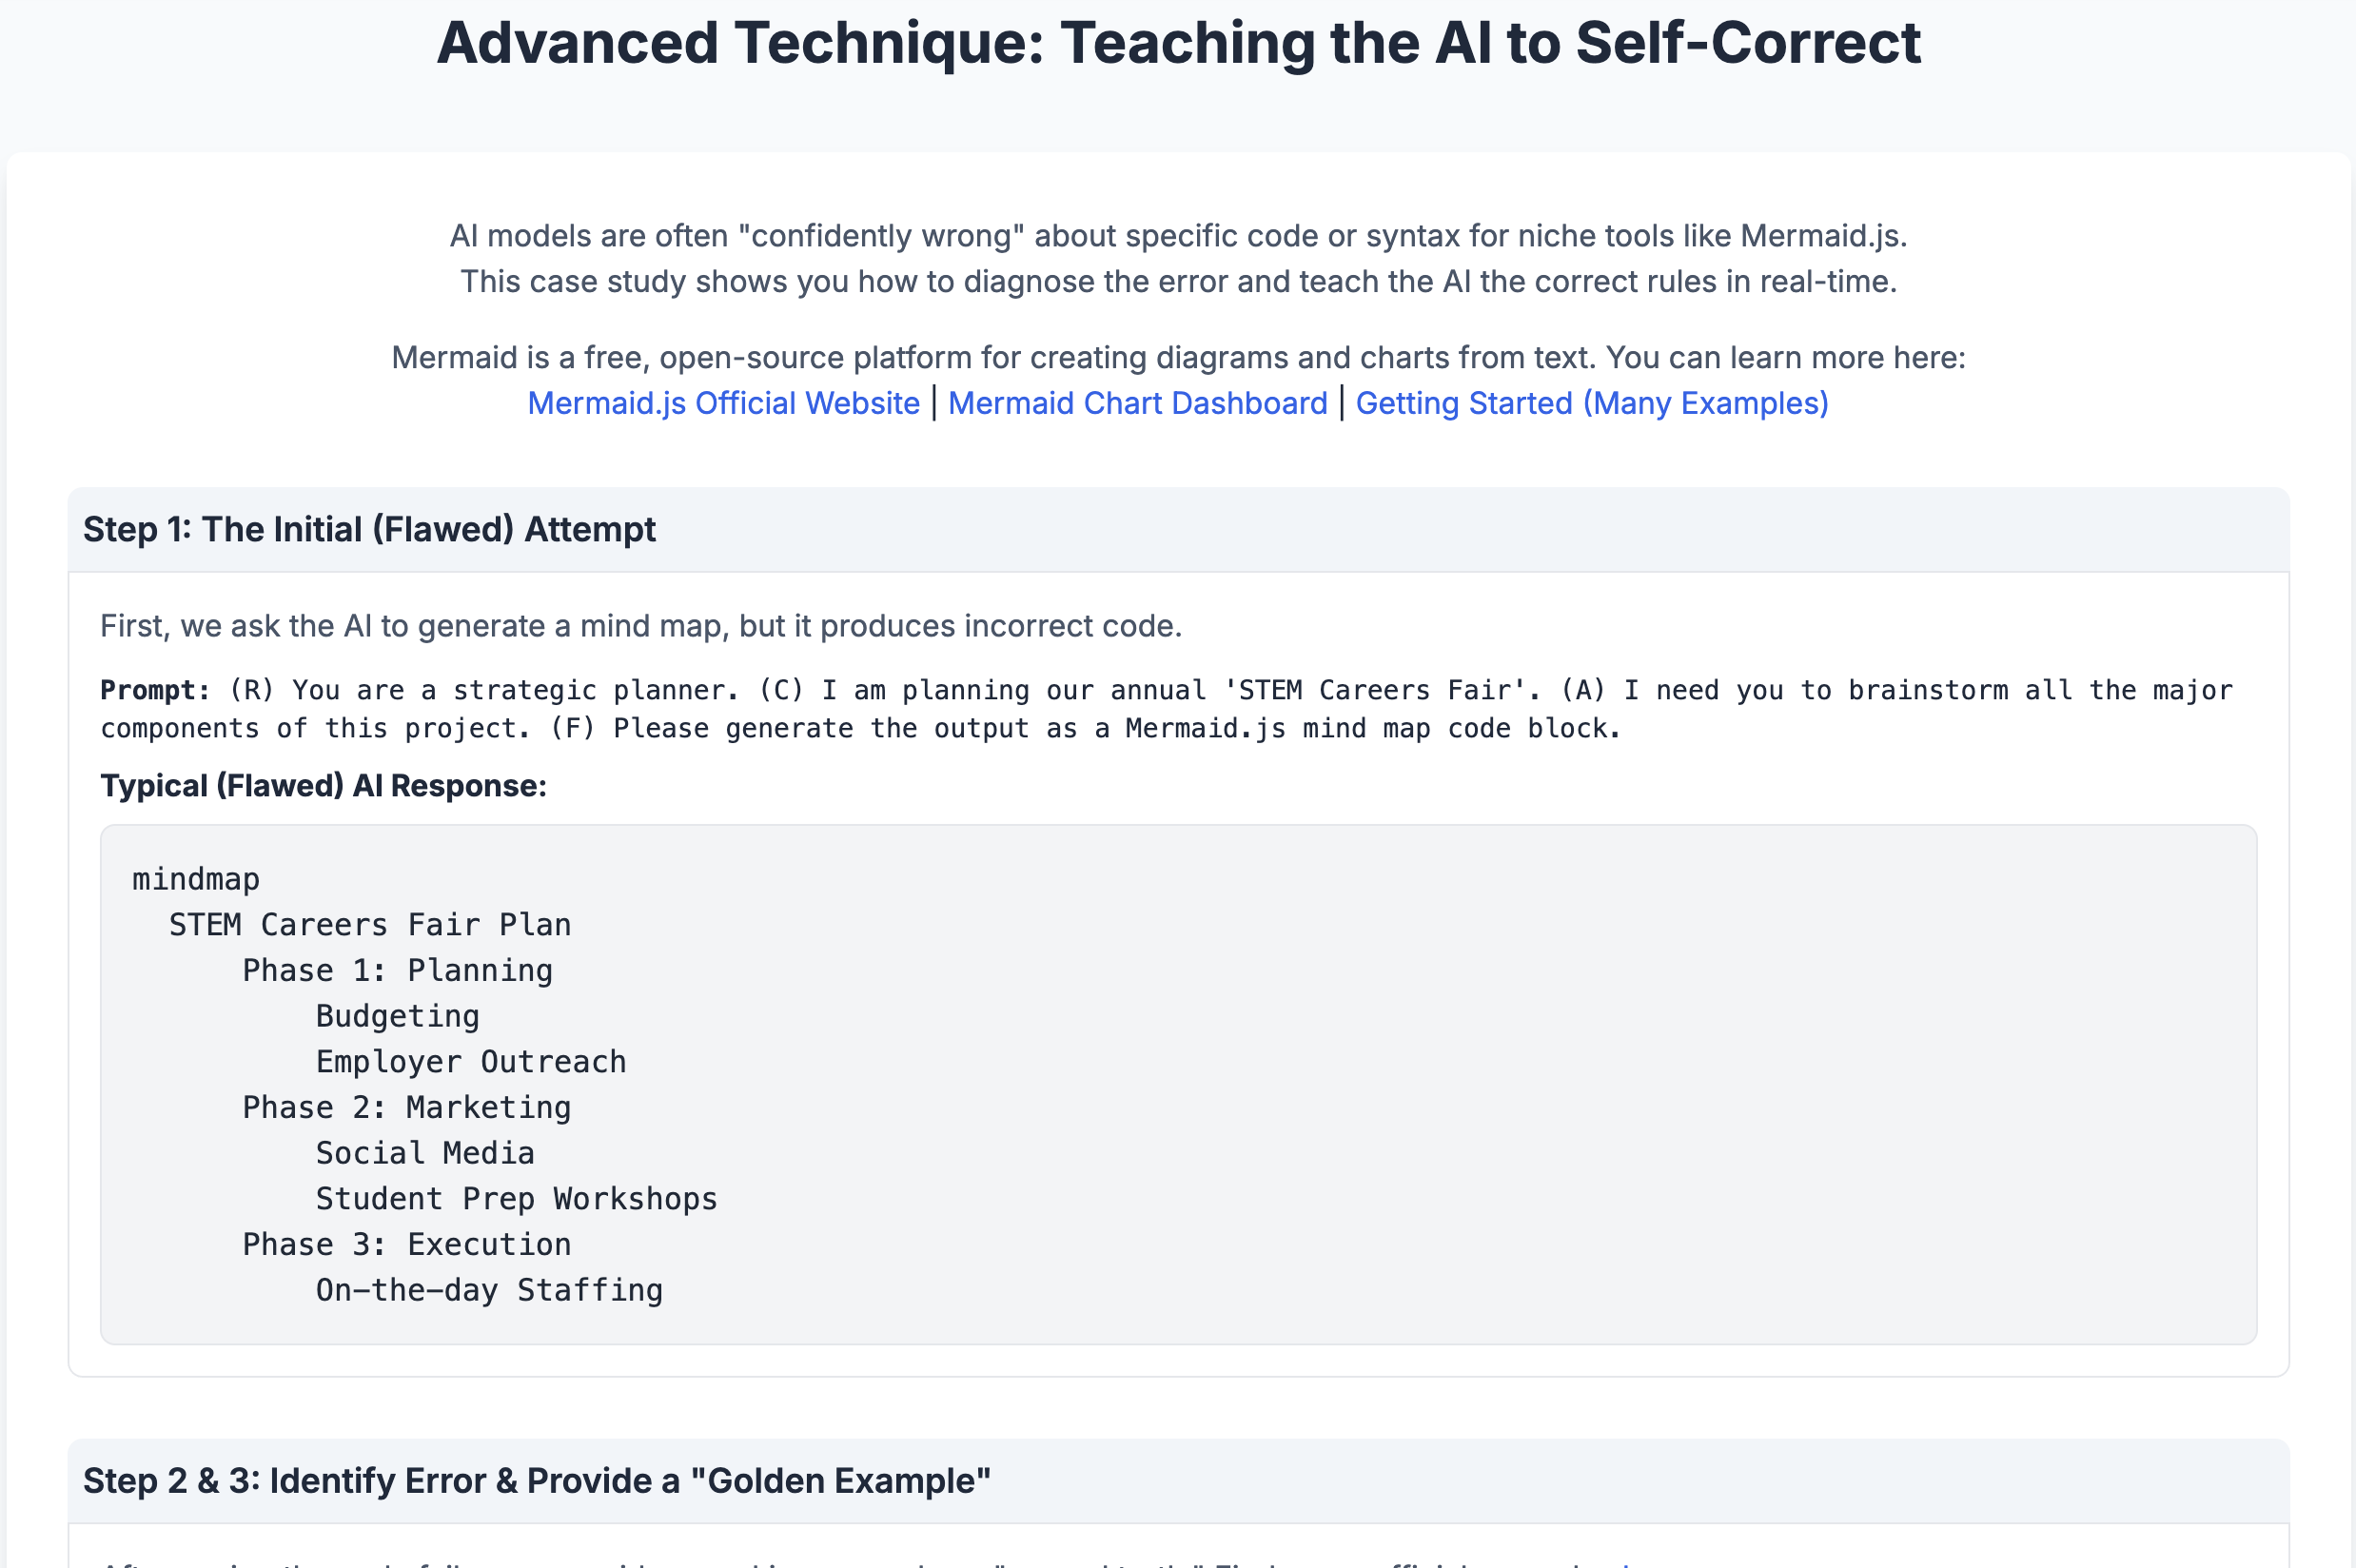 Advanced Technique: Teaching the AI to Self-Correct
AI models are often "confidently wrong" about specific code or syntax for niche tools like Mermaid.js.
This case study shows you how to diagnose the error and teach the AI the correct rules in real-time.
Mermaid is a free, open-source platform for creating diagrams and charts from text. You can learn more here:
Mermaid.js Official Website | Mermaid Chart Dashboard | Getting Started (Many Examples)
Step 1: The Initial (Flawed) Attempt
First, we ask the AI to generate a mind map, but it produces incorrect code.
Prompt: (R) You are a strategic planner. (C) I am planning our annual 'STEM Careers Fair'. (A) I need you to brainstorm all the major
components of this project. (F) Please generate the output as a Mermaid.js mind map code block.
Typical (Flawed) AI Response:
mindmap
  STEM Careers Fair Plan
      Phase 1: Planning
          Budgeting
          Employer Outreach
      Phase 2: Marketing
          Social Media
          Student Prep Workshops
      Phase 3: Execution
          On-the-day Staffing
Step 2 & 3: Identify Error & Provide a "Golden Example"